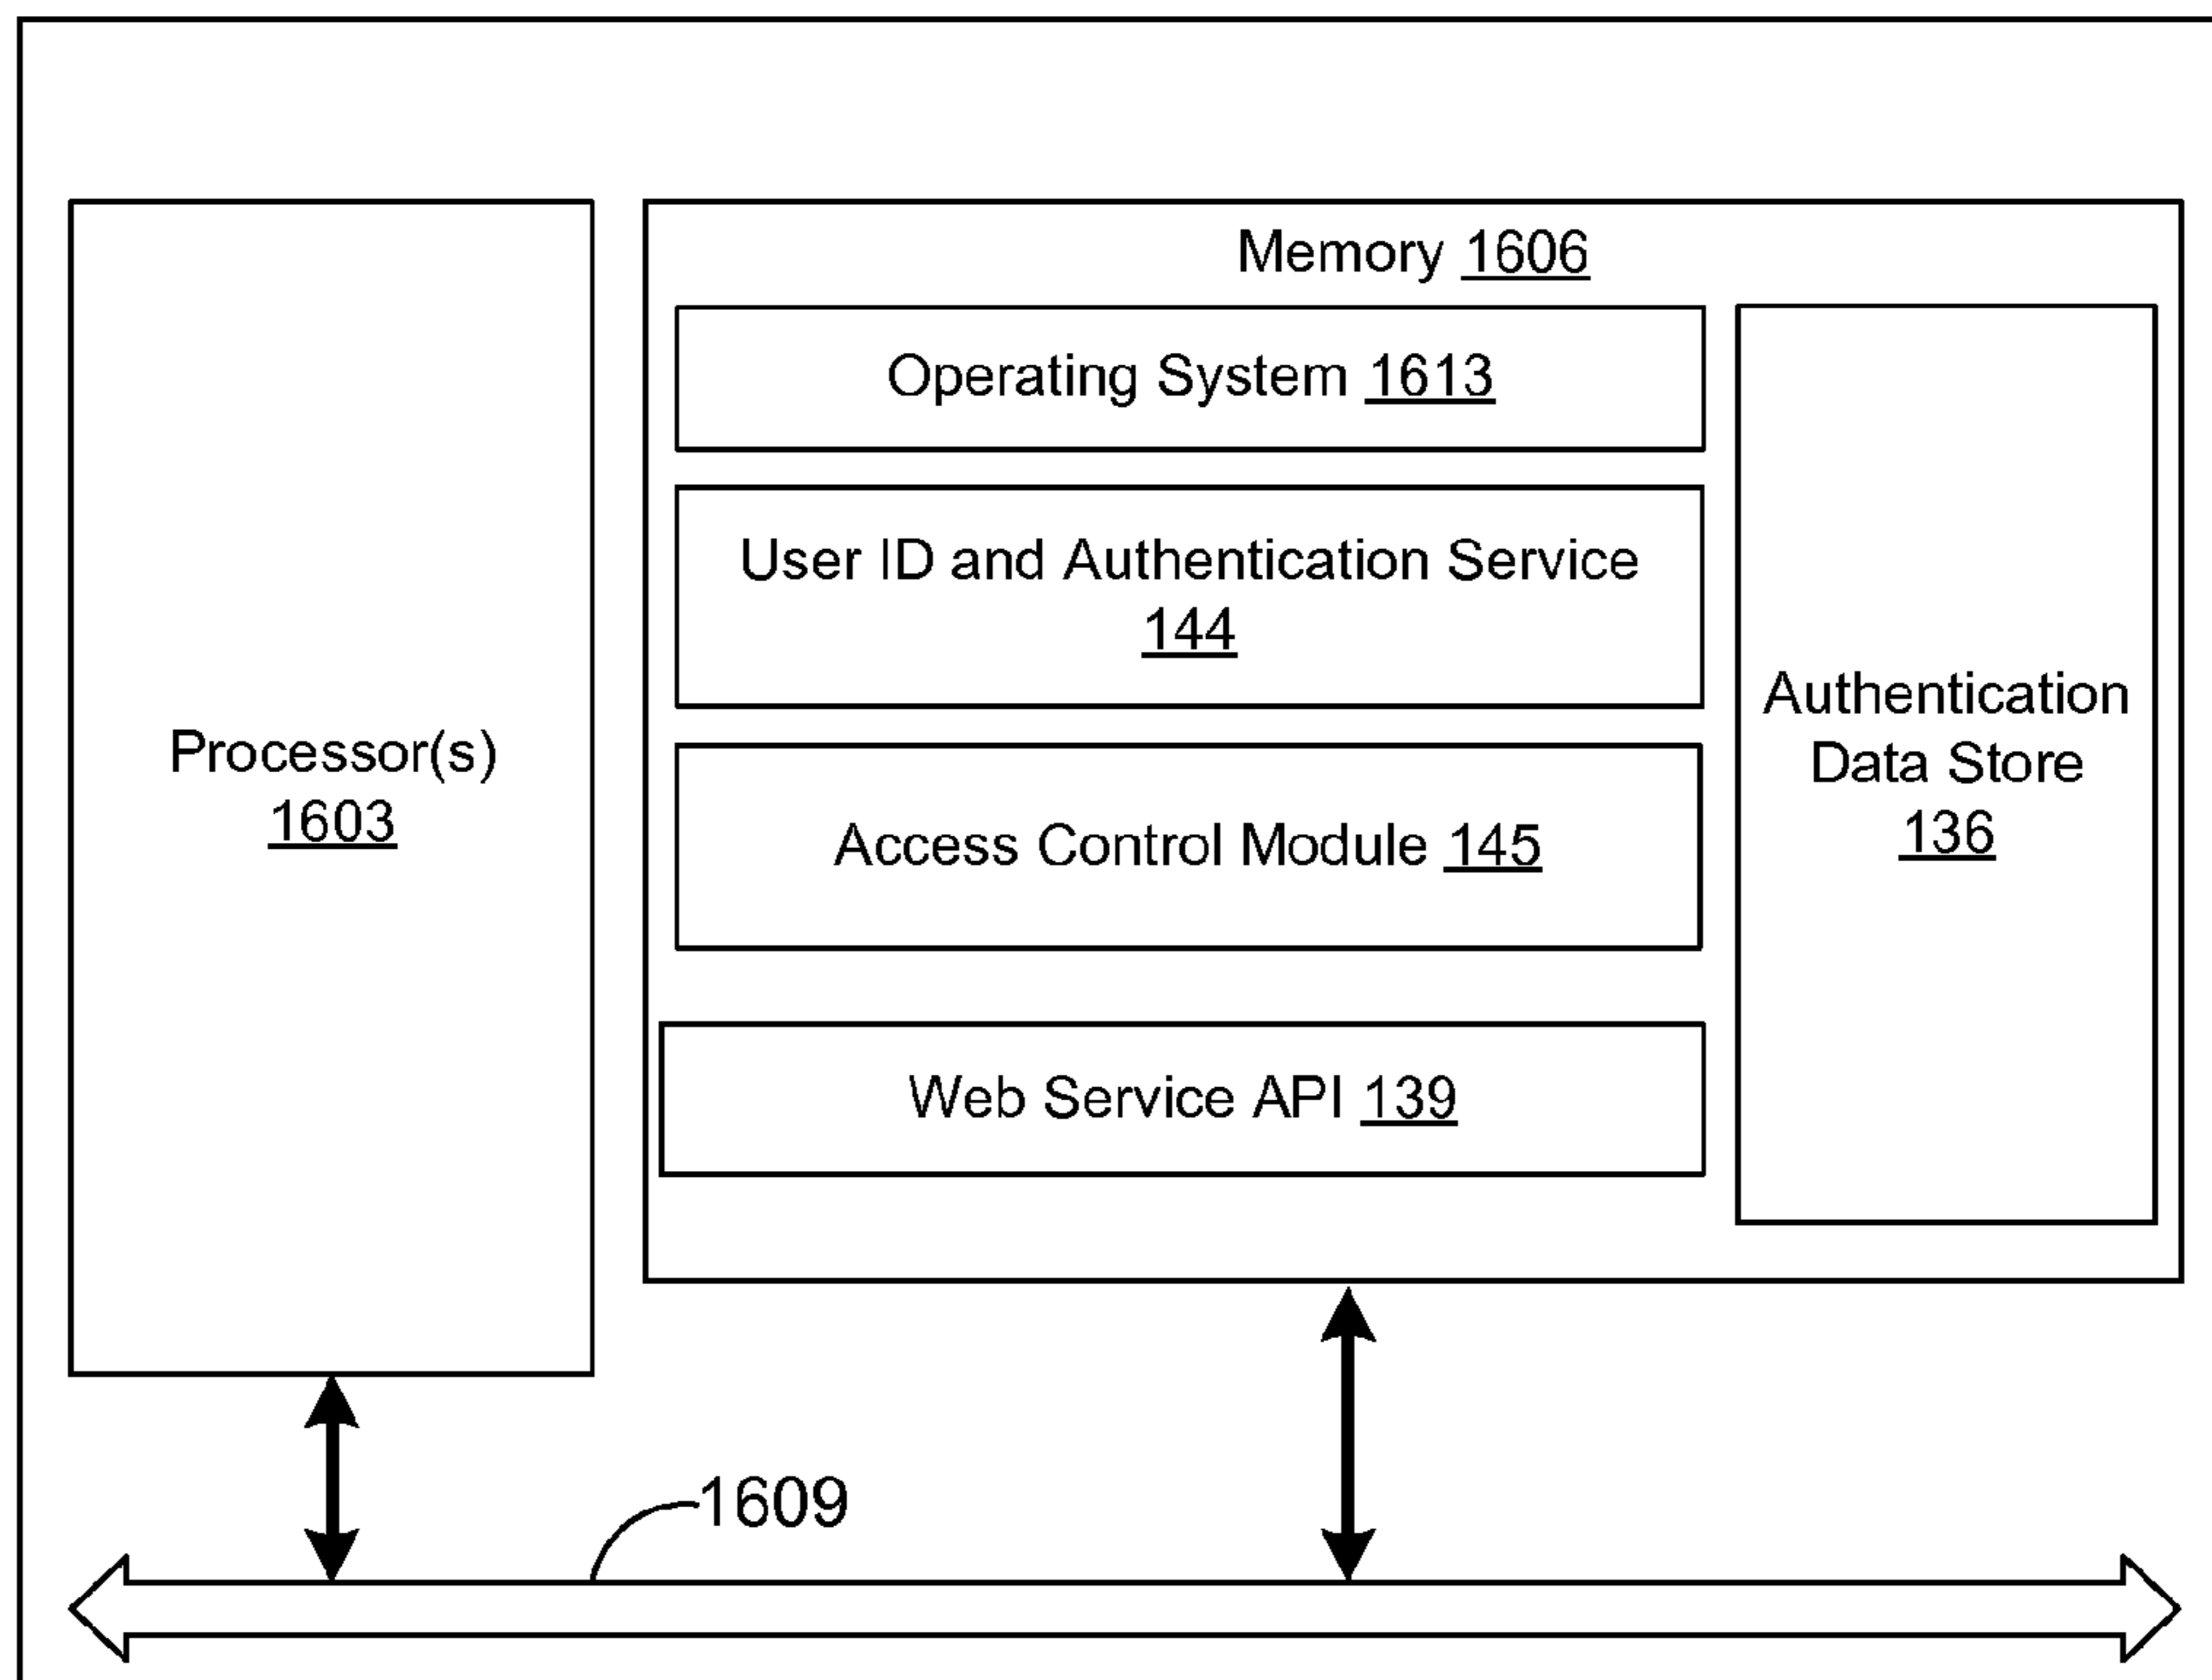 Processor(s)
1603
Memory 1606
Operating System 1613
User ID and Authentication Service
144
Access Control Module 145
Web Service API 139
Authentication
Data Store
136
1609